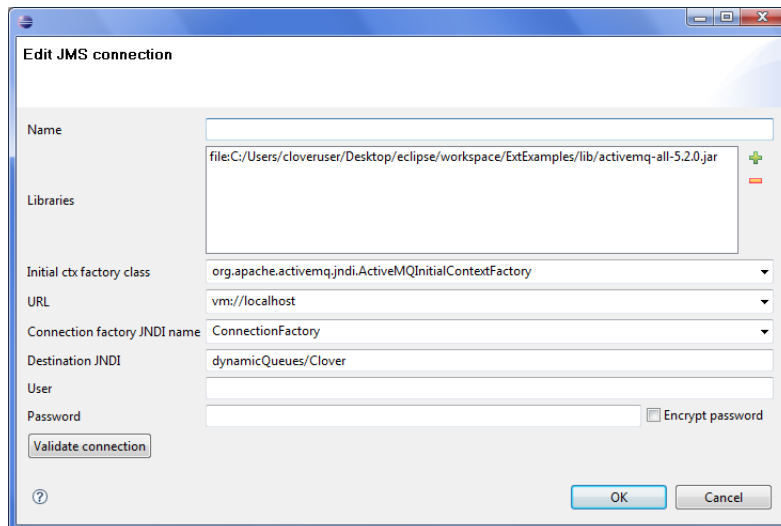 Edit JMS connection
Name
file:C:/Users/cloveruser/Desktop/eclipse/workspace/ExtExamples/lib/activemq-all-5.2.0.jar
Libraries
Initial ctx factory class org.apache.activemq.jndi.ActiveMQInitialContextFactory
URL vm://localhost
Connection factory JNDI name ConnectionFactory
Destination JNDI dynamicQueues/Clover
User
Password Encrypt password
Validate connection
? OK Cancel